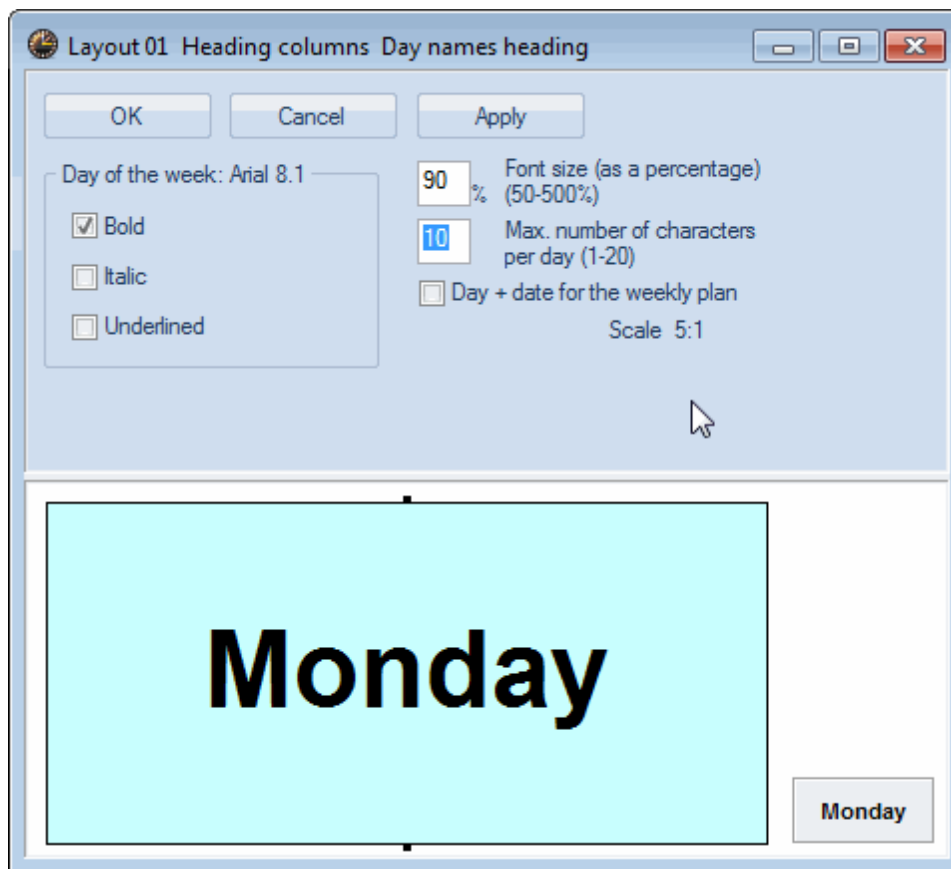 Layout 01 Heading columns Day names heading
OK Cancel Apply
Day of the week: Arial 8.1
Bold
Italic
Underlined
90 % Font size (as a percentage)
(50-500%)
10 Max. number of characters
per day (1-20)
Day + date for the weekly plan
Scale 5:1
Monday
Monday